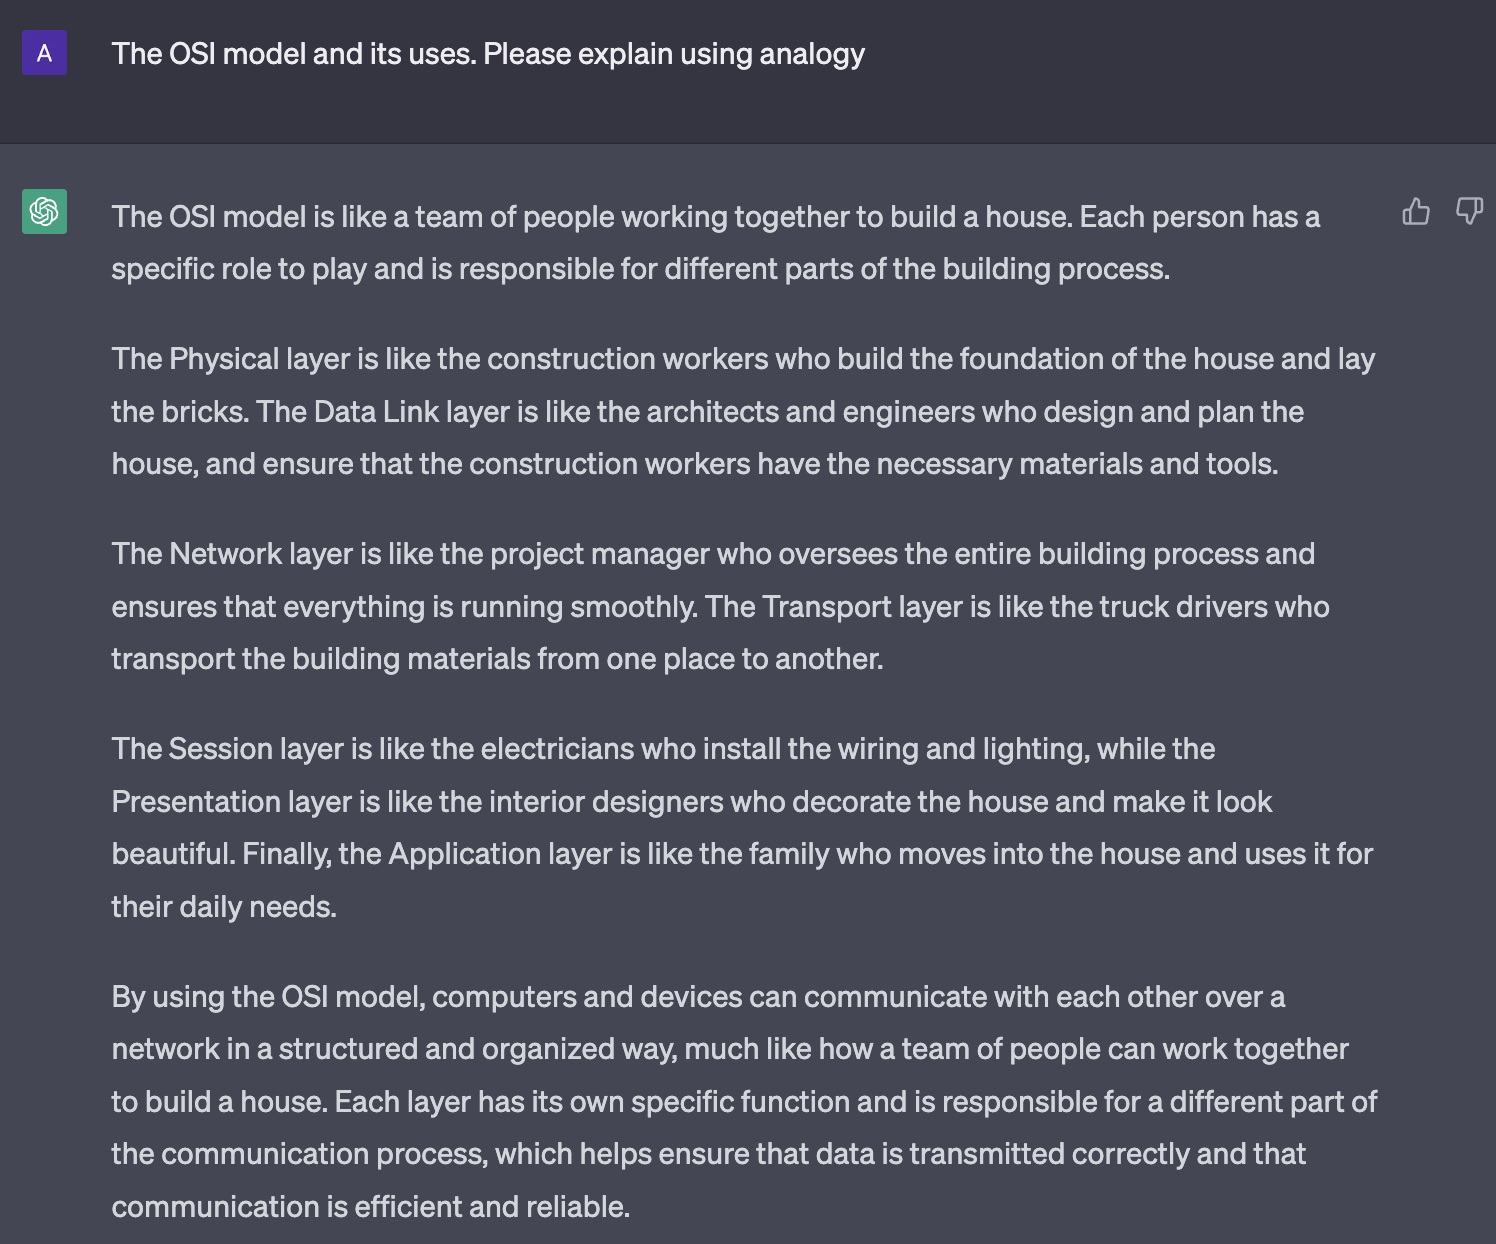 A
The OSI model and its uses. Please explain using analogy
The OSI model is like a team of people working together to build a house. Each person has a
specific role to play and is responsible for different parts of the building process.
The Physical layer is like the construction workers who build the foundation of the house and lay
the bricks. The Data Link layer is like the architects and engineers who design and plan the
house, and ensure that the construction workers have the necessary materials and tools.
The Network layer is like the project manager who oversees the entire building process and
ensures that everything is running smoothly. The Transport layer is like the truck drivers who
transport the building materials from one place to another.
The Session layer is like the electricians who install the wiring and lighting, while the
Presentation layer is like the interior designers who decorate the house and make it look
beautiful. Finally, the Application layer is like the family who moves into the house and uses it for
their daily needs.
By using the OSI model, computers and devices can communicate with each other over a
network in a structured and organized way, much like how a team of people can work together
to build a house. Each layer has its own specific function and is responsible for a different part of
the communication process, which helps ensure that data is transmitted correctly and that
communication is efficient and reliable.